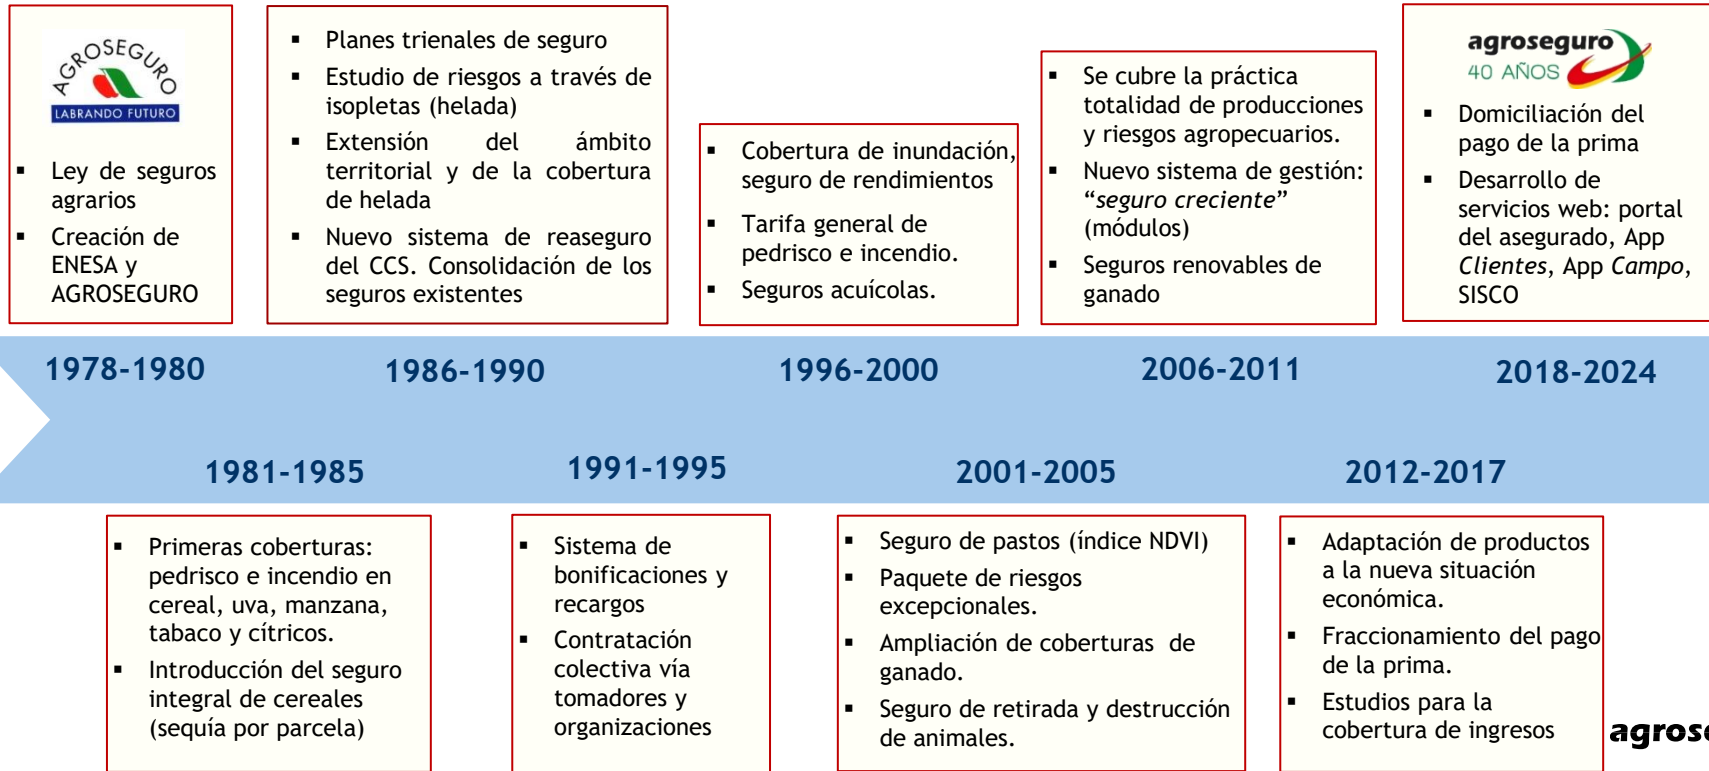 AGROSEGURO
LABRANDO FUTURO
▪ Ley de seguros
agrarios
▪ Creación de
ENESA y
AGROSEGURO
▪ Planes trienales de seguro
▪ Estudio de riesgos a través de
isopletas (helada)
▪ Extensión del ámbito
territorial y de la cobertura
de helada
▪ Nuevo sistema de reaseguro
del CCS. Consolidación de los
seguros existentes
▪ Cobertura de inundación,
seguro de rendimientos
▪ Tarifa general de
pedrisco e incendio.
▪ Seguros acuícolas.
▪ Se cubre la práctica
totalidad de producciones
y riesgos agropecuarios.
▪ Nuevo sistema de gestión:
“seguro creciente”
(módulos)
▪ Seguros renovables de
ganado
agroseguro
40 AÑOS
▪ Domiciliación del
pago de la prima
▪ Desarrollo de
servicios web: portal
del asegurado, App
Clientes, App Campo,
SISCO
1978-1980
1986-1990
1996-2000
2006-2011
2018-2024
1981-1985
1991-1995
2001-2005
2012-2017
▪ Primeras coberturas:
pedrisco e incendio en
cereal, uva, manzana,
tabaco y cítricos.
▪ Introducción del seguro
integral de cereales
(sequía por parcela)
▪ Sistema de
bonificaciones y
recargos
▪ Contratación
colectiva vía
tomadores y
organizaciones
▪ Seguro de pastos (índice NDVI)
▪ Paquete de riesgos
excepcionales.
▪ Ampliación de coberturas de
ganado.
▪ Seguro de retirada y destrucción
de animales.
▪ Adaptación de productos
a la nueva situación
económica.
▪ Fraccionamiento del pago
de la prima.
▪ Estudios para la
cobertura de ingresos
agrose